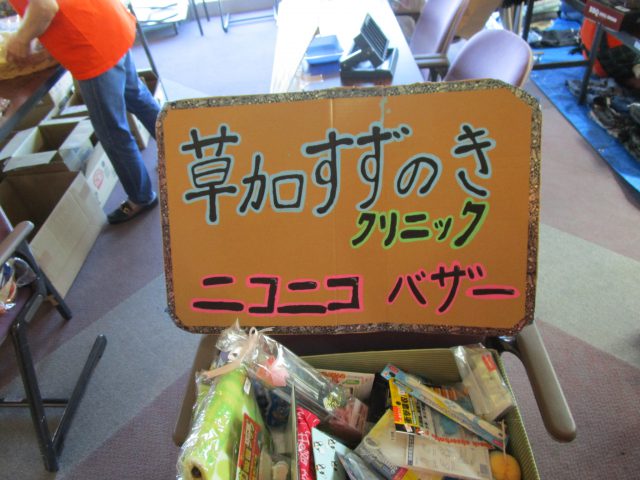 草加すずのき
クリニック
ニコニコ バザー